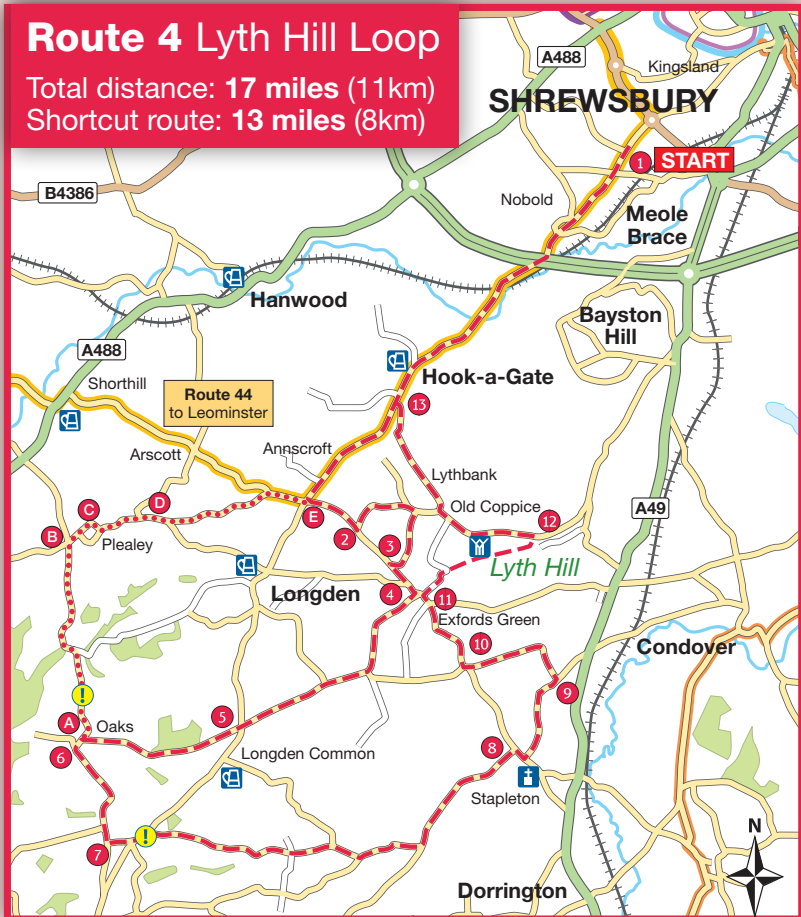 Route 4 Lyth Hill Loop
Total distance: 17 miles (11km)
Shortcut route: 13 miles (8km)
A488
Kingsland
SHREWSBURY
1 START
B4386
Nobold
Meole
Brace
Hanwood
Bayston
Hill
A488
Hook-a-Gate
Shorthill
Route 44
to Leominster
13
Arscott
Annscroft
Lythbank
C
D
E
Old Coppice
A49
B
Plealey
2
12
3
Lyth Hill
Longden
4
11
Exfords Green
10
Condover
!
9
A
Oaks
5
6
Longden Common
8
Stapleton
!
7
N
Dorrington